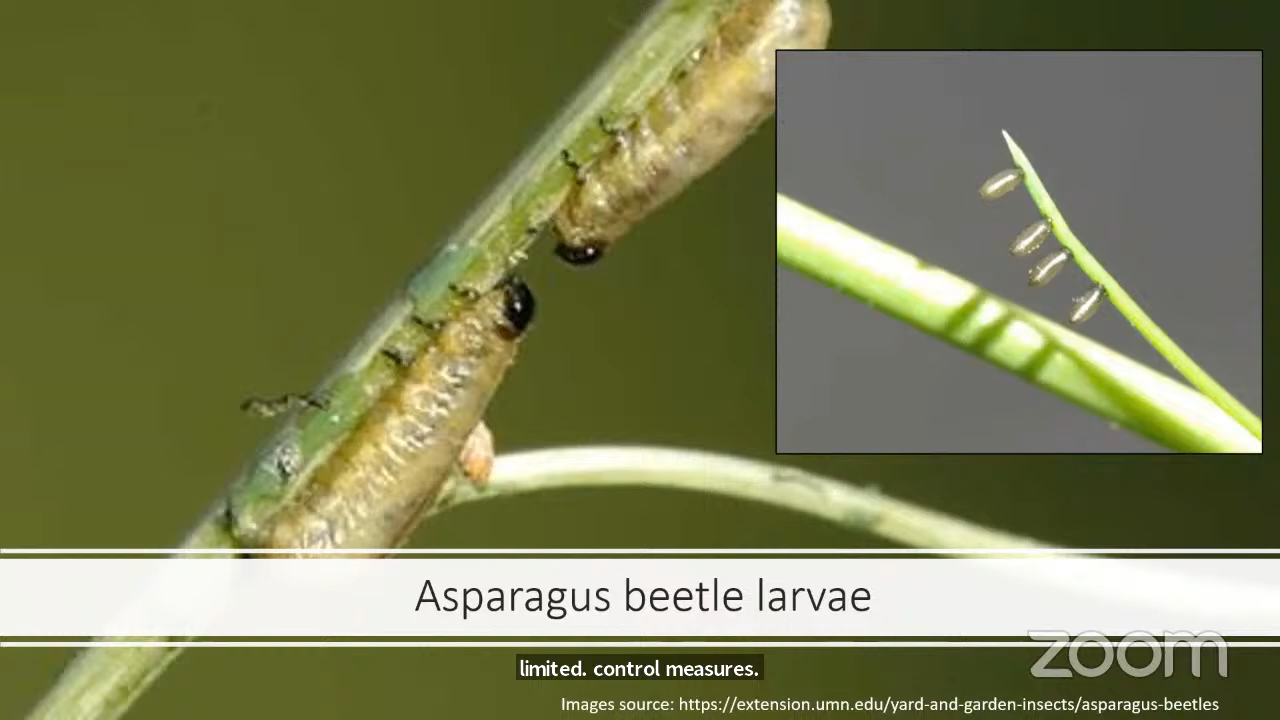 Asparagus beetle larvae
zoom
limited. control measures.
Images source: https://extension.umn.edu/yard-and-garden-insects/asparagus-beetles